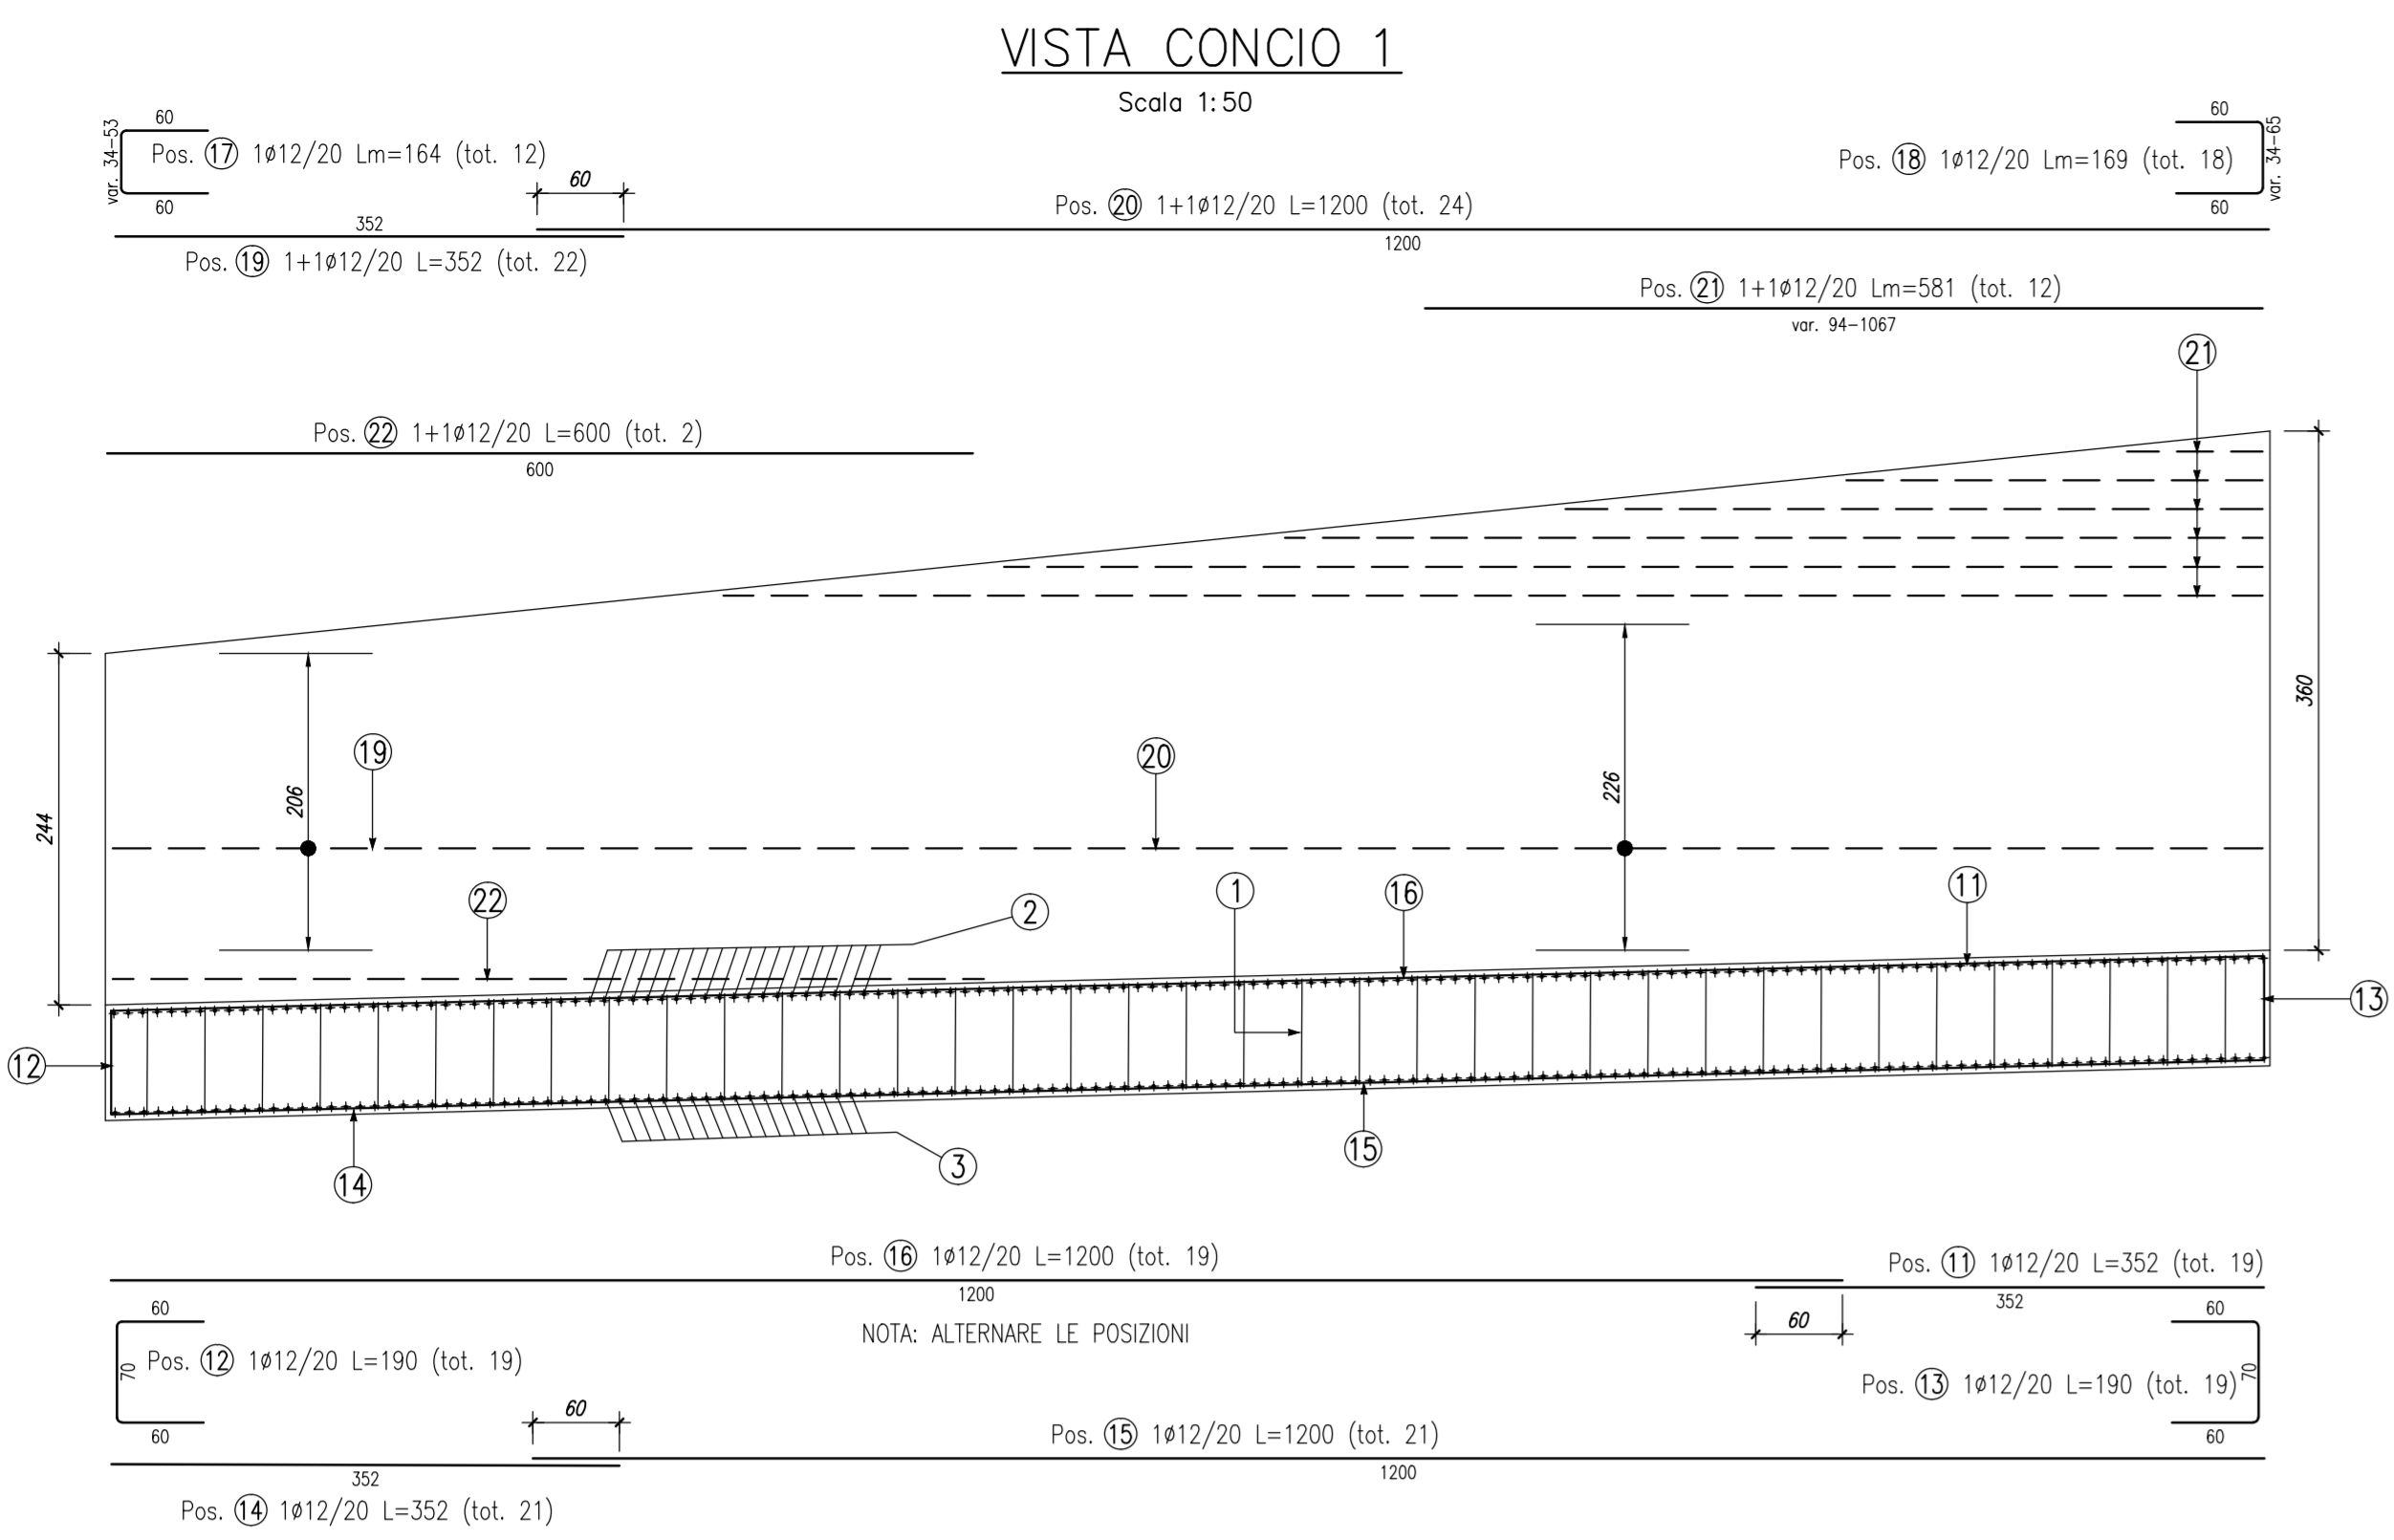 VISTA CONCIO 1
Scala 1:50
60
var. 34-53
Pos. 17 1ø12/20 Lm=164 (tot. 12)
60
60
60
Pos. 18 1ø12/20 Lm=169 (tot. 18)
var. 34-65
60
Pos. 20 1+1ø12/20 L=1200 (tot. 24)
1200
352
Pos. 19 1+1ø12/20 L=352 (tot. 22)
Pos. 21 1+1ø12/20 Lm=581 (tot. 12)
var. 94-1067
21
Pos. 22 1+1ø12/20 L=600 (tot. 2)
600
360
19
20
206
226
244
22
2
1
16
11
13
12
14
3
15
Pos. 16 1ø12/20 L=1200 (tot. 19)
1200
Pos. 11 1ø12/20 L=352 (tot. 19)
352
60
NOTA: ALTERNARE LE POSIZIONI
60
70
Pos. 12 1ø12/20 L=190 (tot. 19)
60
60
Pos. 13 1ø12/20 L=190 (tot. 19)
70
60
60
Pos. 15 1ø12/20 L=1200 (tot. 21)
1200
352
Pos. 14 1ø12/20 L=352 (tot. 21)